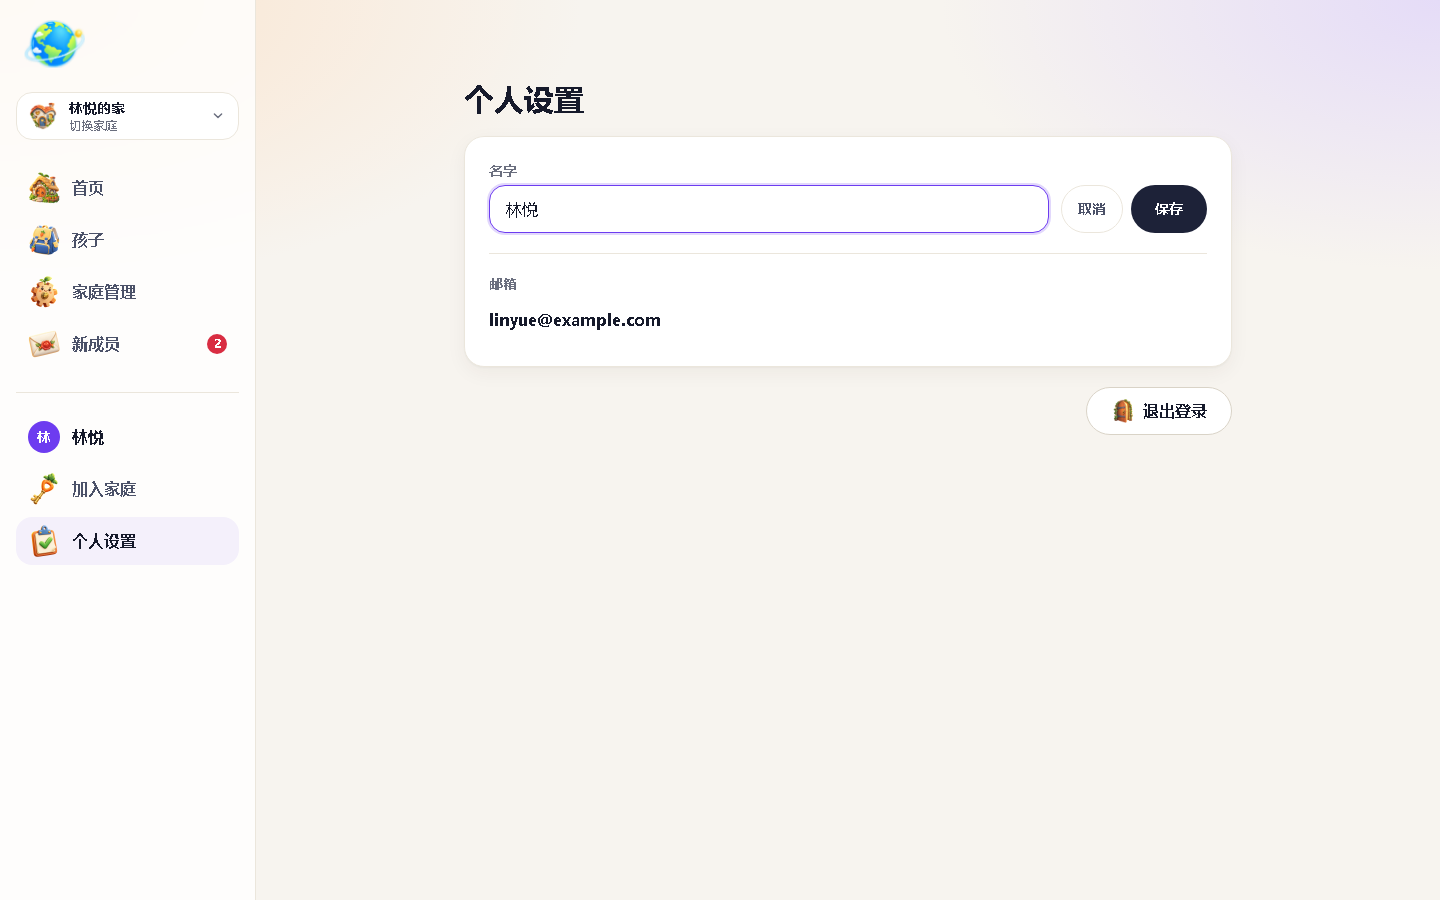 林悦的家
切换家庭
首页
孩子
家庭管理
新成员
2
林
林悦
加入家庭
个人设置
个人设置
名字
林悦
取消
保存
邮箱
linyue@example.com
退出登录